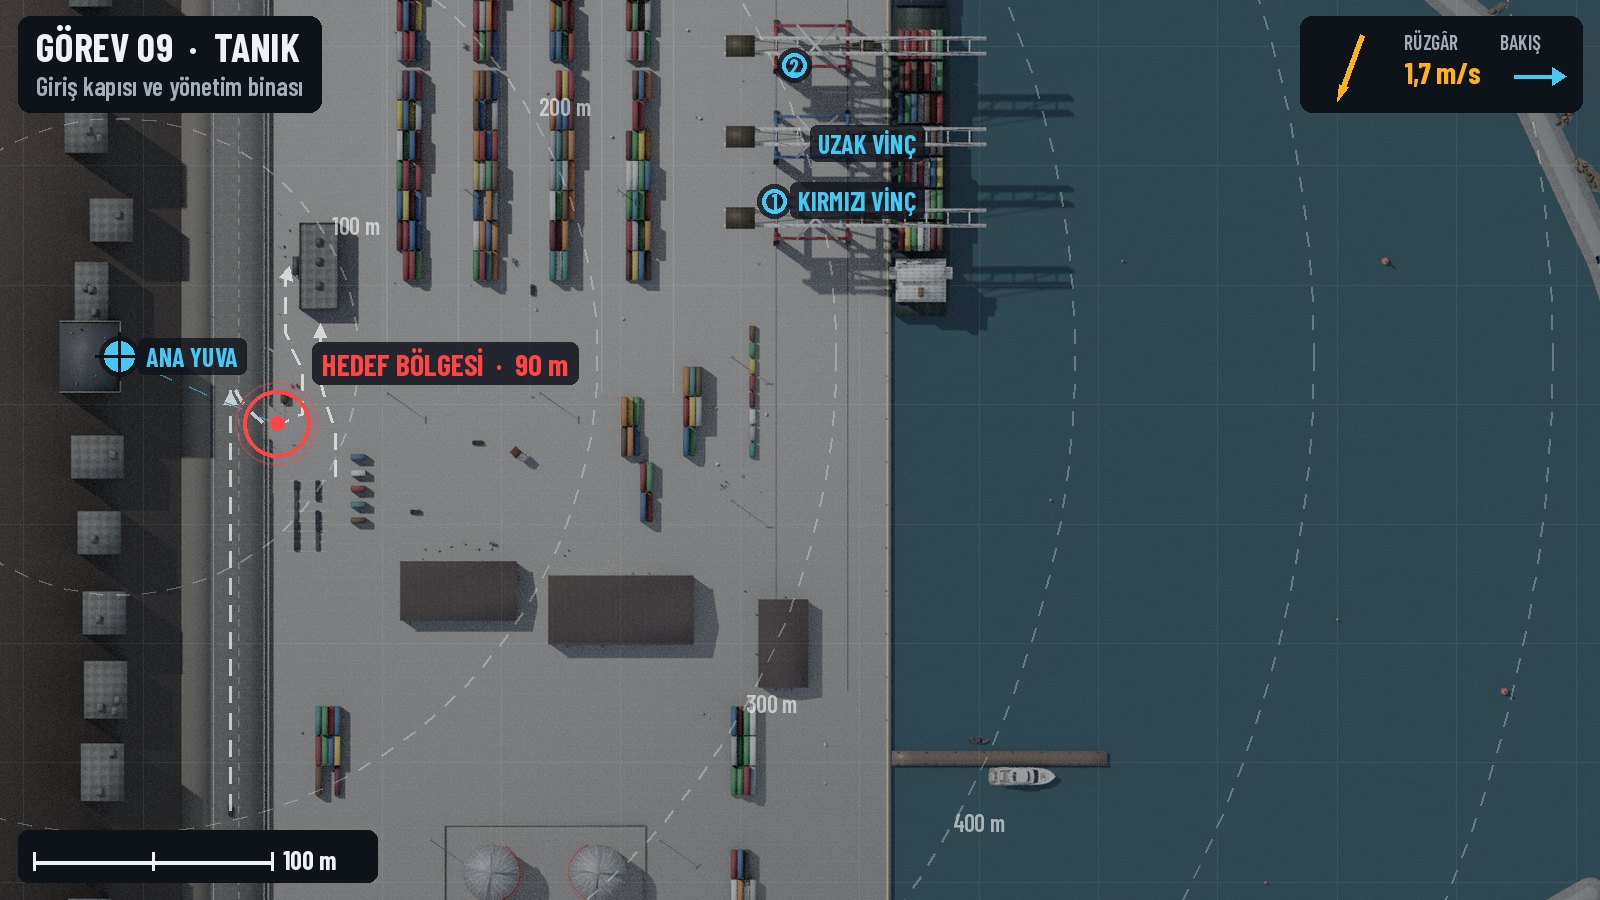 GÖREV 09 · TANIK
Giriş kapısı ve yönetim binası
RÜZGÂR
1,7 m/s
BAKIŞ
2
200 m
UZAK VİNÇ
1
KIRMIZI VİNÇ
100 m
ANA YUVA
HEDEF BÖLGESİ · 90 m
300 m
400 m
100 m